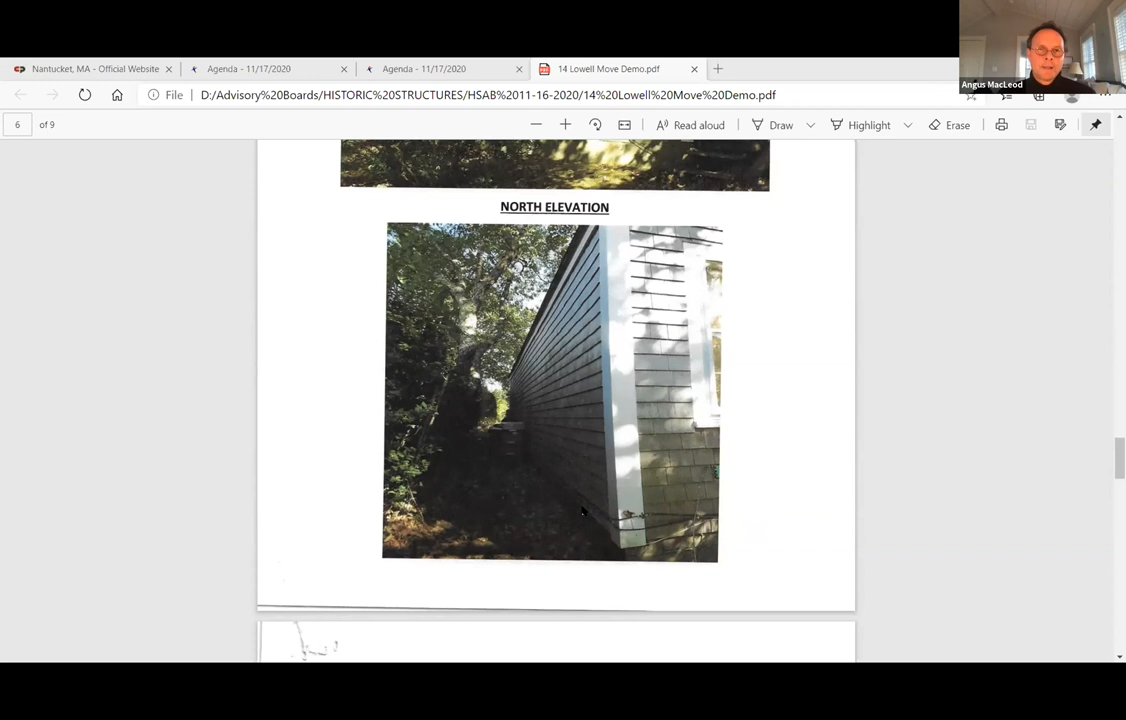 Nantucket, MA - Official Website
Agenda - 11/17/2020
Agenda - 11/17/2020
14 Lowell Move Demo.pdf
File
D:/Advisory%20Boards/HISTORIC%20STRUCTURES/HSAB%2011-16-2020/14%20Lowell%20Move%20Demo.pdf
Angus MacLeod
6 of 9
Read aloud
Draw
Highlight
Erase
NORTH ELEVATION